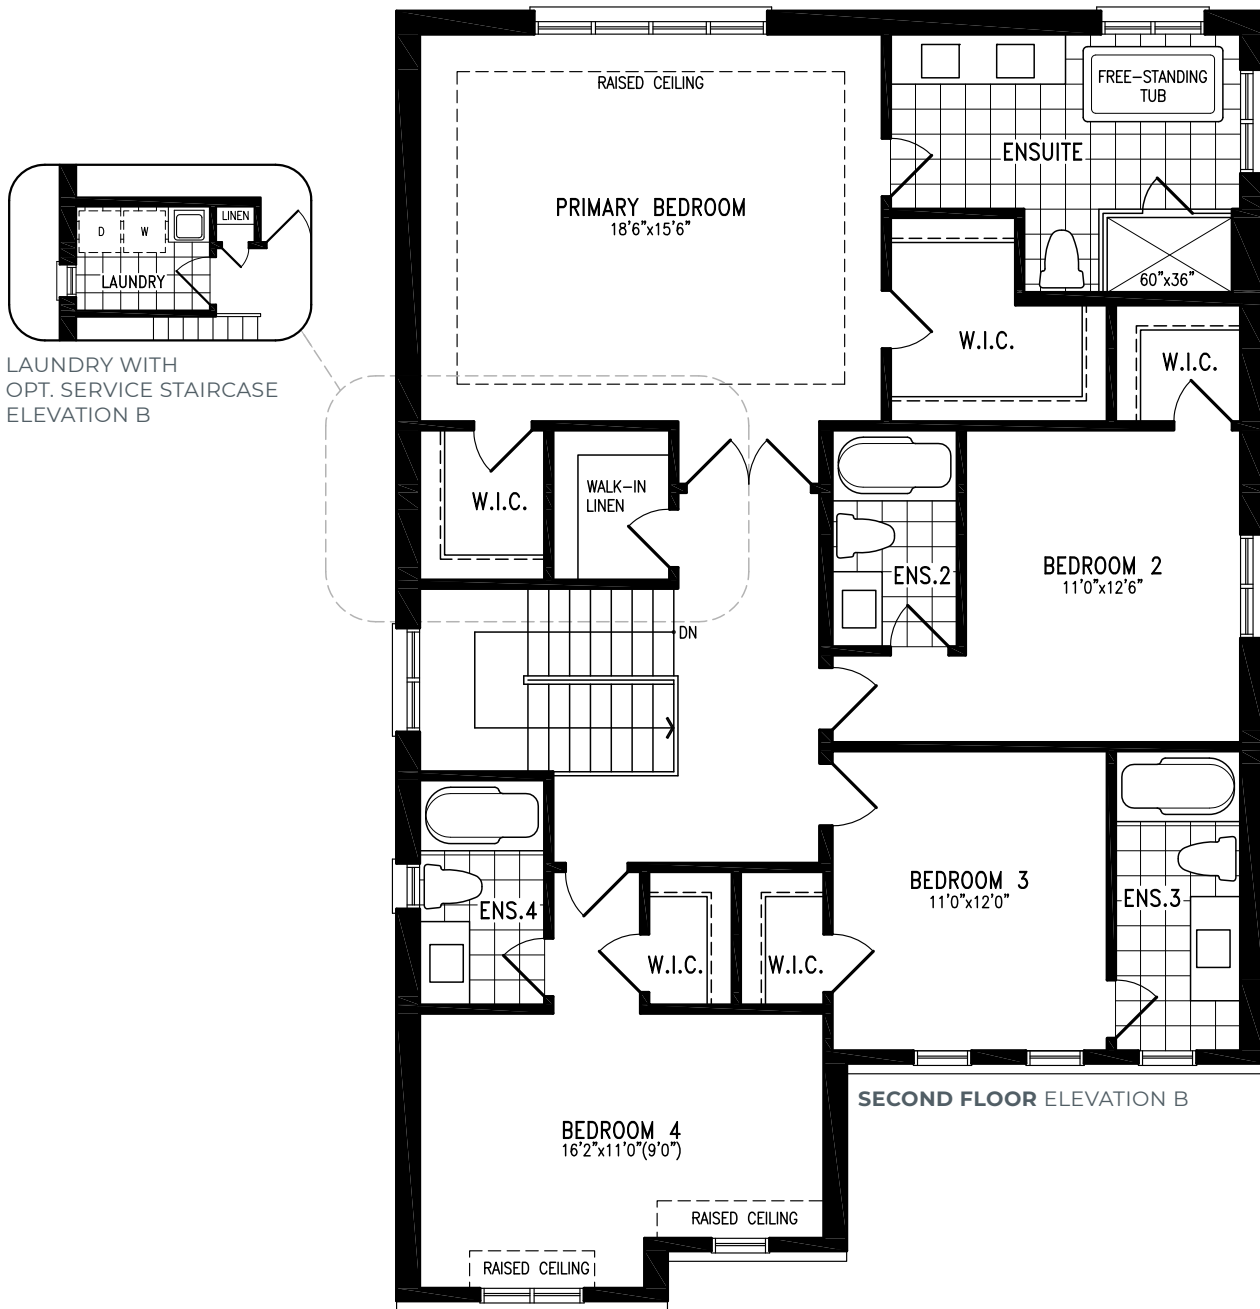 RAISED CEILING
FREE-STANDING
TUB
ENSUITE
PRIMARY BEDROOM
18'6"x15'6"
60"x36"
LINEN
D
W
LAUNDRY
LAUNDRY WITH
OPT. SERVICE STAIRCASE
ELEVATION B
W.I.C.
W.I.C.
W.I.C.
WALK-IN
LINEN
ENS.2
BEDROOM 2
11'0"x12'6"
DN
BEDROOM 3
11'0"x12'0"
ENS.3
ENS.4
W.I.C.
W.I.C.
SECOND FLOOR ELEVATION B
BEDROOM 4
16'2"x11'0"(9'0")
RAISED CEILING
RAISED CEILING